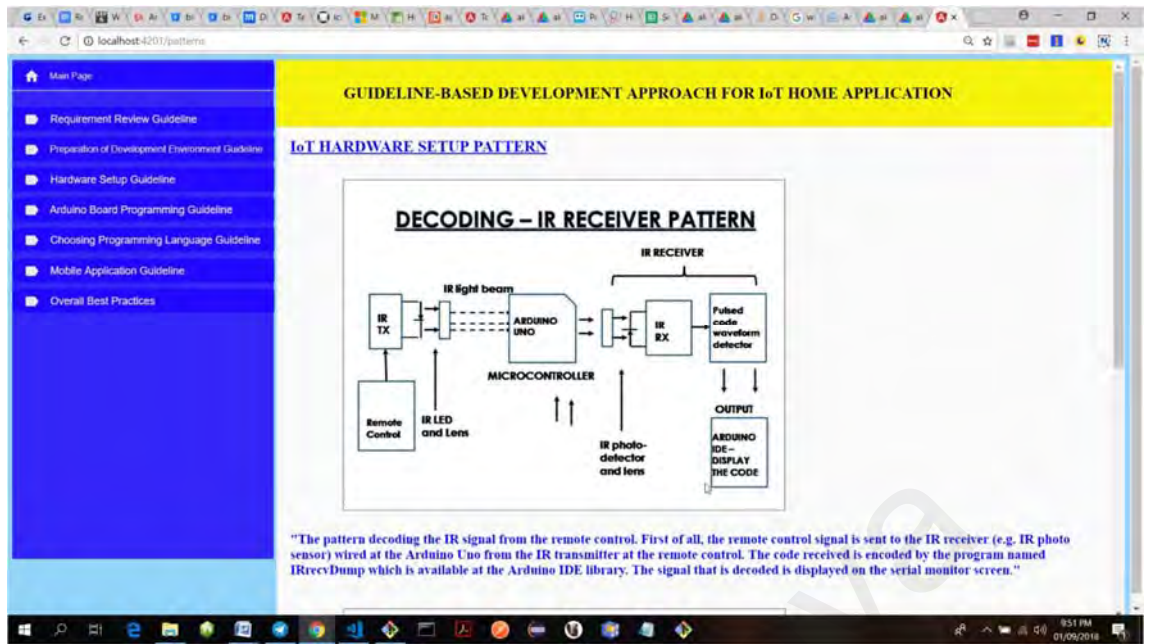 localhost:4201/patterns
Main Page
Requirement Review Guideline
Preparation of Development Environment Guideline
Hardware Setup Guideline
Arduino Board Programming Guideline
Choosing Programming Language Guideline
Mobile Application Guideline
Overall Best Practices
GUIDELINE-BASED DEVELOPMENT APPROACH FOR IoT HOME APPLICATION
IoT HARDWARE SETUP PATTERN
DECODING – IR RECEIVER PATTERN
IR RECEIVER
IR light beam
IR
TX
ARDUINO
UNO
IR
RX
Pulsed
code
waveform
detector
MICROCONTROLLER
Remote
Control
IR LED
and Lens
IR photo-
detector
and lens
OUTPUT
ARDUINO
IDE–
DISPLAY
THE CODE
"The pattern decoding the IR signal from the remote control. First of all, the remote control signal is sent to the IR receiver (e.g. IR photo
sensor) wired at the Arduino Uno from the IR transmitter at the remote control. The code received is encoded by the program named
IRrecvDump which is available at the Arduino IDE library. The signal that is decoded is displayed on the serial monitor screen."
9:51 PM
01/09/2018